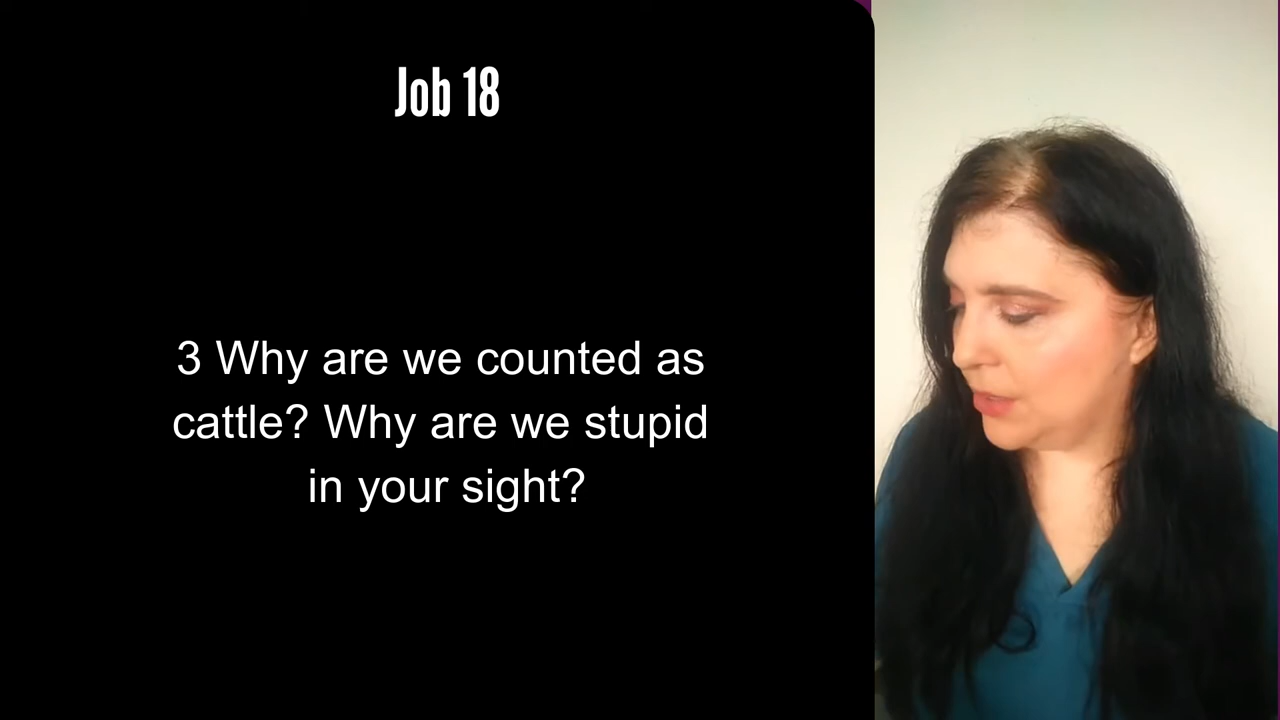 Job 18
3 Why are we counted as
cattle? Why are we stupid
in your sight?